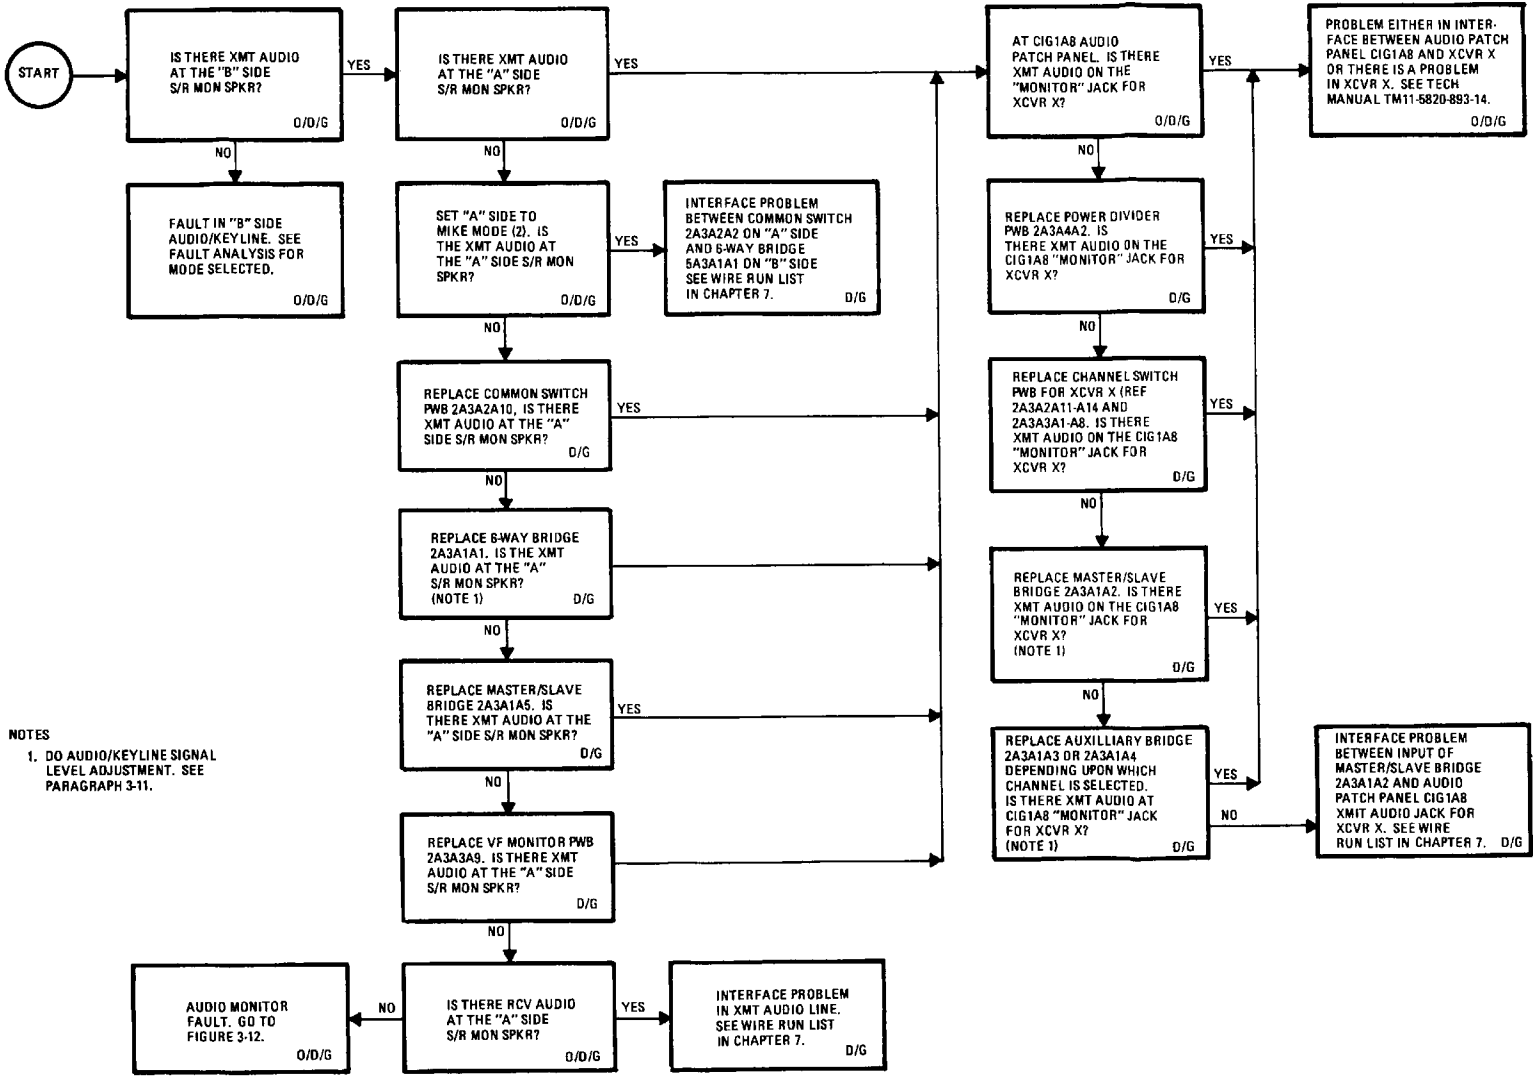 START
IS THERE XMT AUDIO
AT THE "B" SIDE
S/R MON SPKR?
O/D/G
YES
NO
FAULT IN "B" SIDE
AUDIO/KEYLINE. SEE
FAULT ANALYSIS FOR
MODE SELECTED.
O/D/G
IS THERE XMT AUDIO
AT THE "A" SIDE
S/R MON SPKR?
O/D/G
YES
NO
SET "A" SIDE TO
MIKE MODE (2). IS
THE XMT AUDIO AT
THE "A" SIDE S/R MON
SPKR?
O/D/G
YES
INTERFACE PROBLEM
BETWEEN COMMON SWITCH
2A3A2A2 ON "A" SIDE
AND 6-WAY BRIDGE
5A3A1A1 ON "B" SIDE
SEE WIRE RUN LIST
IN CHAPTER 7.
D/G
NO
REPLACE COMMON SWITCH
PWB 2A3A2A10, IS THERE
XMT AUDIO AT THE "A"
SIDE S/R MON SPKR?
D/G
YES
NO
REPLACE 6-WAY BRIDGE
2A3A1A1. IS THE XMT
AUDIO AT THE "A"
S/R MON SPKR?
(NOTE 1)
D/G
NO
REPLACE MASTER/SLAVE
BRIDGE 2A3A1A5. IS
THERE XMT AUDIO AT THE
"A" SIDE S/R MON SPKR?
D/G
YES
NO
REPLACE VF MONITOR PWB
2A3A3A9. IS THERE XMT
AUDIO AT THE "A" SIDE
S/R MON SPKR?
D/G
NO
IS THERE RCV AUDIO
AT THE "A" SIDE
S/R MON SPKR?
O/D/G
NO
AUDIO MONITOR
FAULT. GO TO
FIGURE 3-12.
O/D/G
YES
INTERFACE PROBLEM
IN XMT AUDIO LINE.
SEE WIRE RUN LIST
IN CHAPTER 7.
D/G
AT CIG1A8 AUDIO
PATCH PANEL. IS THERE
XMT AUDIO ON THE
"MONITOR" JACK FOR
XCVR X?
O/D/G
YES
PROBLEM EITHER IN INTER-
FACE BETWEEN AUDIO PATCH
PANEL CIG1A8 AND XCVR X
OR THERE IS A PROBLEM
IN XCVR X. SEE TECH
MANUAL TM11-5820-893-14.
O/D/G
NO
REPLACE POWER DIVIDER
PWB 2A3A4A2. IS
THERE XMT AUDIO ON THE
CIG1A8 "MONITOR" JACK FOR
XCVR X?
D/G
YES
NO
REPLACE CHANNEL SWITCH
PWB FOR XCVR X (REF
2A3A2A11-A14 AND
2A3A3A1-A8. IS THERE
XMT AUDIO ON THE CIG1A8
"MONITOR" JACK FOR
XCVR X?
D/G
YES
NO
REPLACE MASTER/SLAVE
BRIDGE 2A3A1A2. IS THERE
XMT AUDIO ON THE CIG1A8
"MONITOR" JACK FOR
XCVR X?
(NOTE 1)
D/G
YES
NO
REPLACE AUXILLIARY BRIDGE
2A3A1A3 OR 2A3A1A4
DEPENDING UPON WHICH
CHANNEL IS SELECTED.
IS THERE XMT AUDIO AT
CIG1A8 "MONITOR" JACK
FOR XCVR X?
(NOTE 1)
D/G
YES
NO
INTERFACE PROBLEM
BETWEEN INPUT OF
MASTER/SLAVE BRIDGE
2A3A1A2 AND AUDIO
PATCH PANEL CIG1A8
XMIT AUDIO JACK FOR
XCVR X. SEE WIRE
RUN LIST IN CHAPTER 7. D/G
NOTES
1. DO AUDIO/KEYLINE SIGNAL
LEVEL ADJUSTMENT. SEE
PARAGRAPH 3-11.